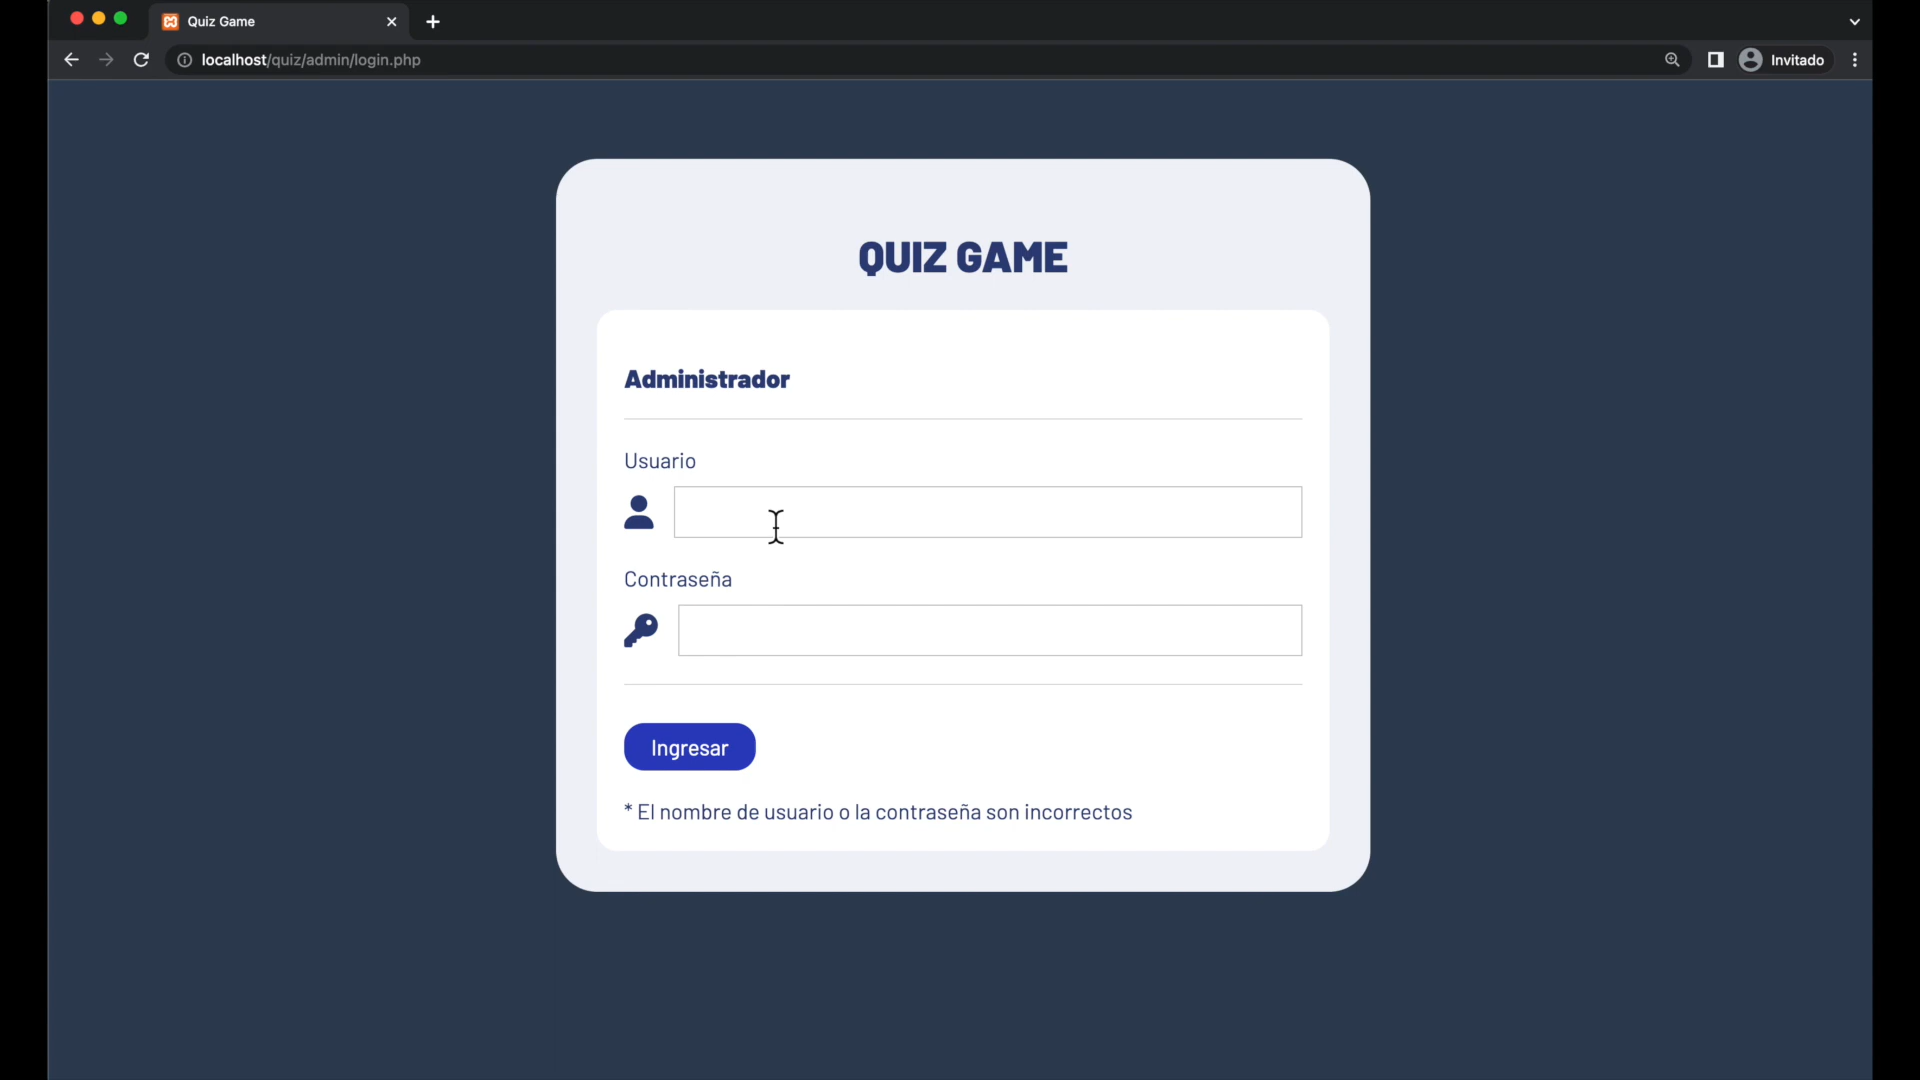 Quiz Game
localhost/quiz/admin/login.php
Invitado
QUIZ GAME
Administrador
Usuario
Contraseña
Ingresar
* El nombre de usuario o la contraseña son incorrectos